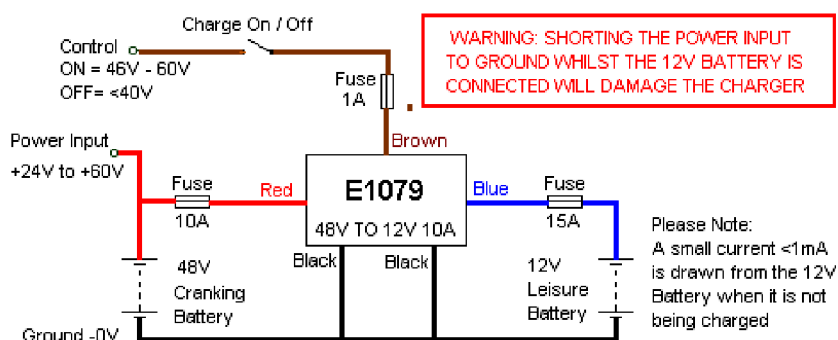 Charge On / Off
Control
ON = 46V - 60V
OFF= <40V
Fuse
1A
WARNING: SHORTING THE POWER INPUT
TO GROUND WHILST THE 12V BATTERY IS
CONNECTED WILL DAMAGE THE CHARGER
Brown
Power Input
+24V to +60V
Fuse
10A
Red
E1079
48V TO 12V 10A
Blue
Fuse
15A
Black
Black
48V
Cranking
Battery
12V
Leisure
Battery
Please Note:
A small current <1mA
is drawn from the 12V
Battery when it is not
being charged
Ground -0V